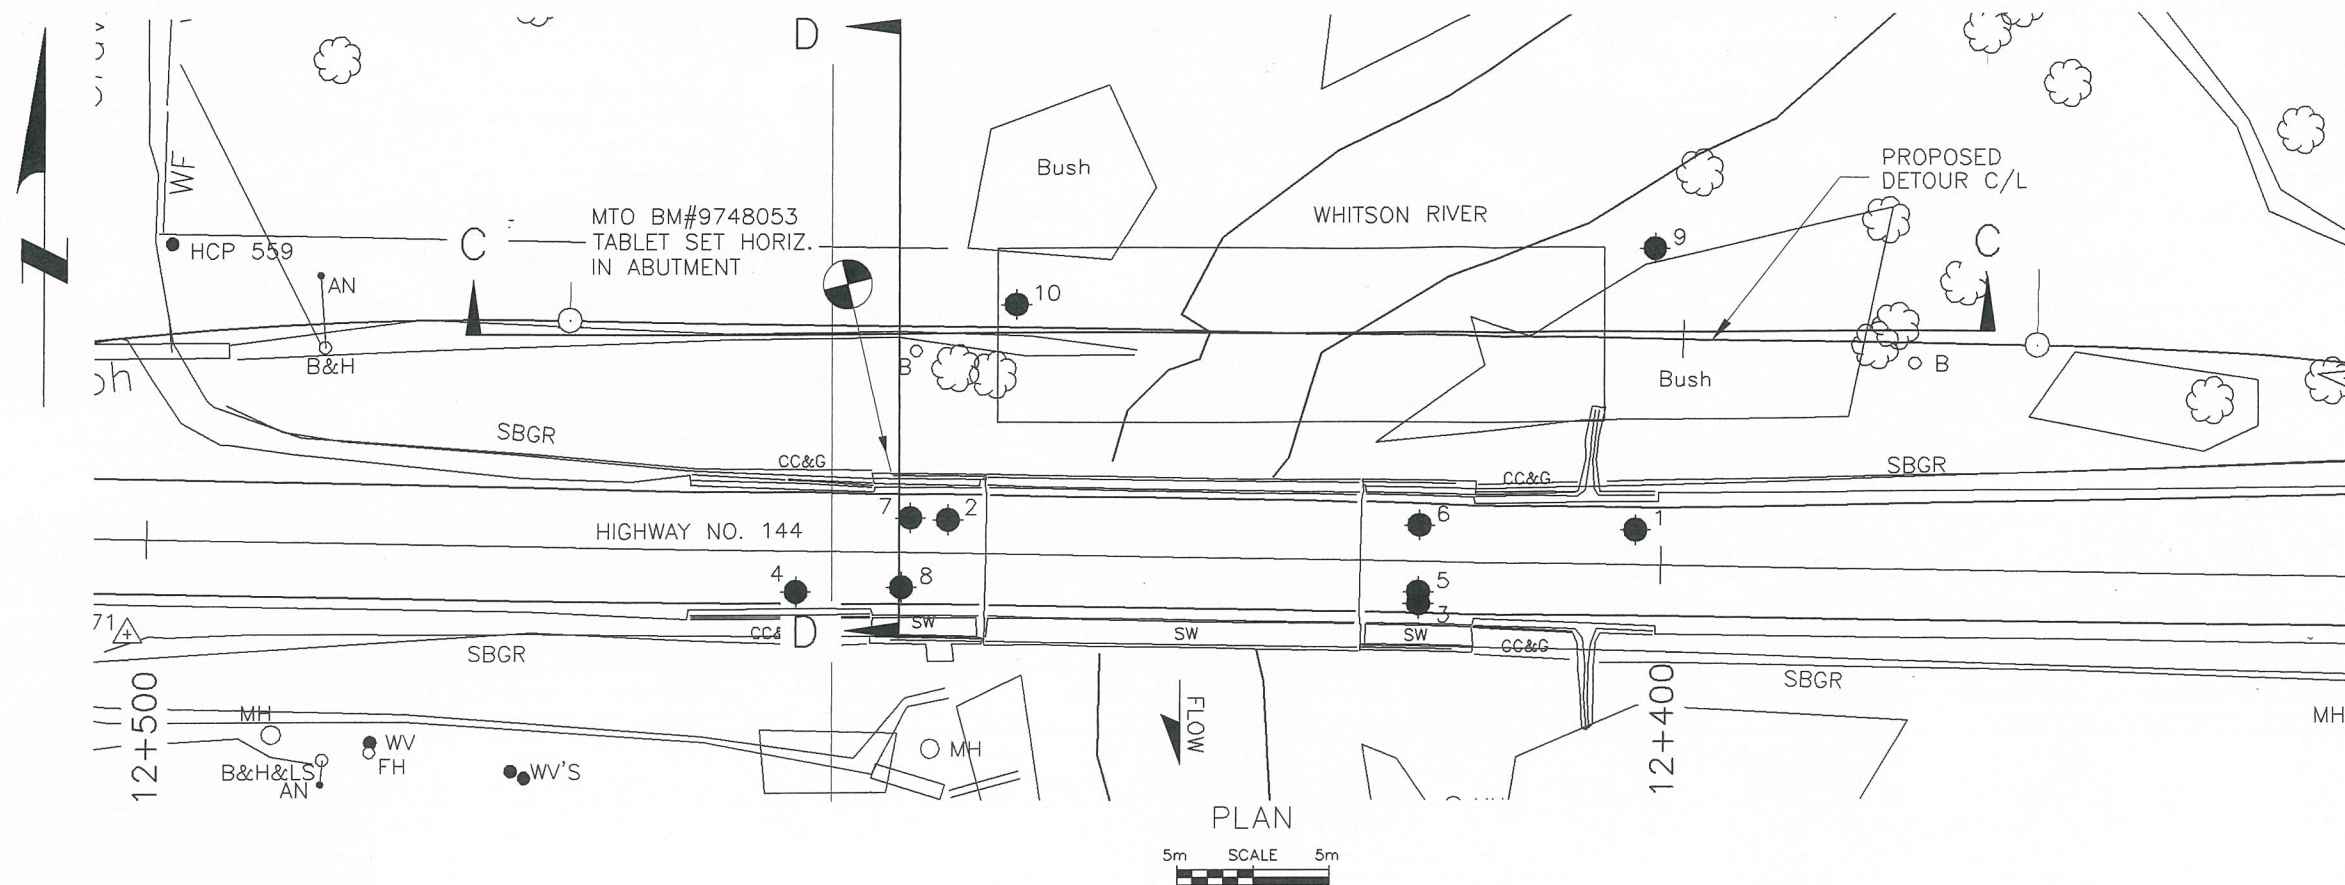 D
WF
Bush
PROPOSED
DETOUR C/L
MTO BM#9748053
TABLET SET HORIZ.
IN ABUTMENT
WHITSON RIVER
HCP 559
C
9
C
AN
10
N
B&H
B
B
Bush
SBGR
CC&G
CC&G
SBGR
7
2
6
1
HIGHWAY NO. 144
4
8
5
3
71
CC&
D
SW
SW
SW
CC&G
SBGR
SBGR
12+500
MH
WV
FH
B&H&LS
AN
WV'S
MH
FLOW
12+400
MH
PLAN
5m SCALE 5m